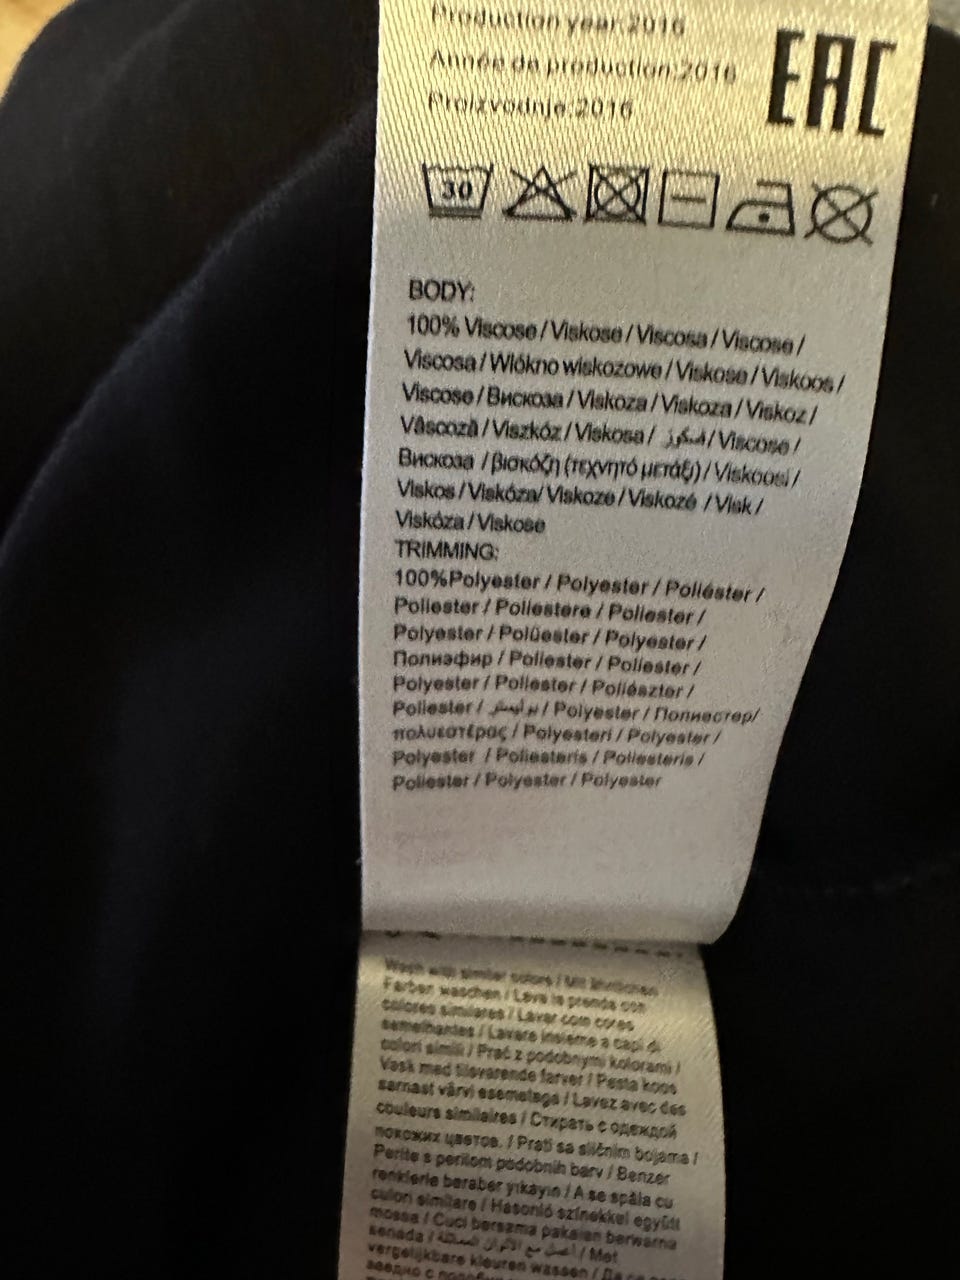 Production year:2016
Année de production:2016
Proizvodnje:2016
EAC
30
BODY:
100% Viscose / Viskose / Viscosa / Viscose /
Viscosa / Włókno wiskozowe / Viskose / Viskoos /
Viscose / Вискоза / Viskoza / Viskoza / Viskoz /
Vâscoză / Viszkóz / Viskosa / فسكوز / Viscose /
Вискоза / βισκόζη (τεχνητό μετάξι) / Viskoosi /
Viskos / Viskóza/ Viskoze / Viskozė / Visk /
Viskóza / Viskose
TRIMMING:
100%Polyester / Polyester / Poliéster /
Poliester / Poliestere / Poliester /
Polyester / Polüester / Polyester /
Полиэфир / Poliester / Poliester /
Polyester / Poliester / Poliészter /
Poliester / بوليستر / Polyester / Полиестер/
πολυεστέρας / Polyesteri / Polyester /
Polyester / Poliesteris / Poliesteris /
Poliester / Polyester / Polyester
Wash with similar colors / Mit ähnlichen
Farben waschen / Lave la prenda con
colores similares / Lavar com cores
semelhantes / Lavare insieme a capi di
colori simili / Prać z podobnymi kolorami /
Vask med tilsvarende farver / Pesta koos
sarnast värvi esemetega / Lavez avec des
couleurs similaires / Стирать с одеждой
похожих цветов. / Prati sa sličnim bojama /
Perite s perilom podobnih barv / Benzer
renklerle beraber yıkayın / A se spăla cu
culori similare / Hasonló színekkel együtt
mossa / Cuci bersama pakaian berwarna
senada / اغسل مع الألوان المماثلة / Met
vergelijkbare kleuren wassen / Да се